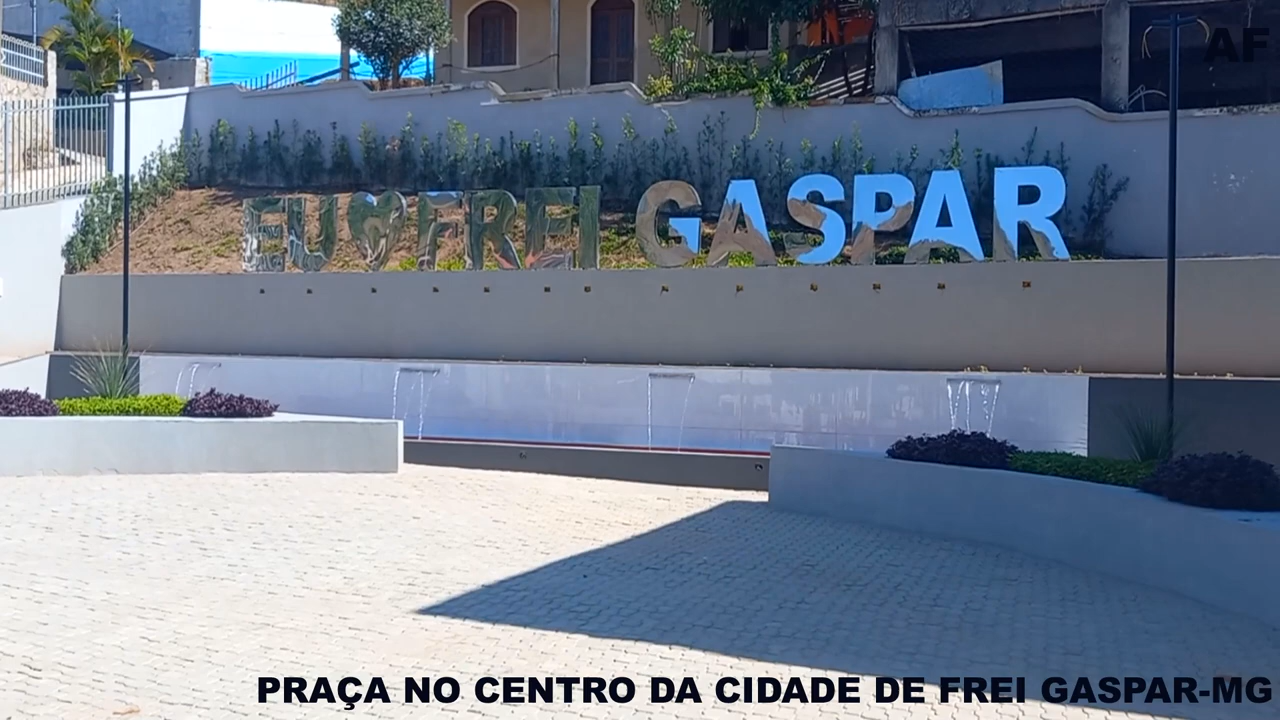 AF
EU ♥ FREI GASPAR
PRAÇA NO CENTRO DA CIDADE DE FREI GASPAR-MG